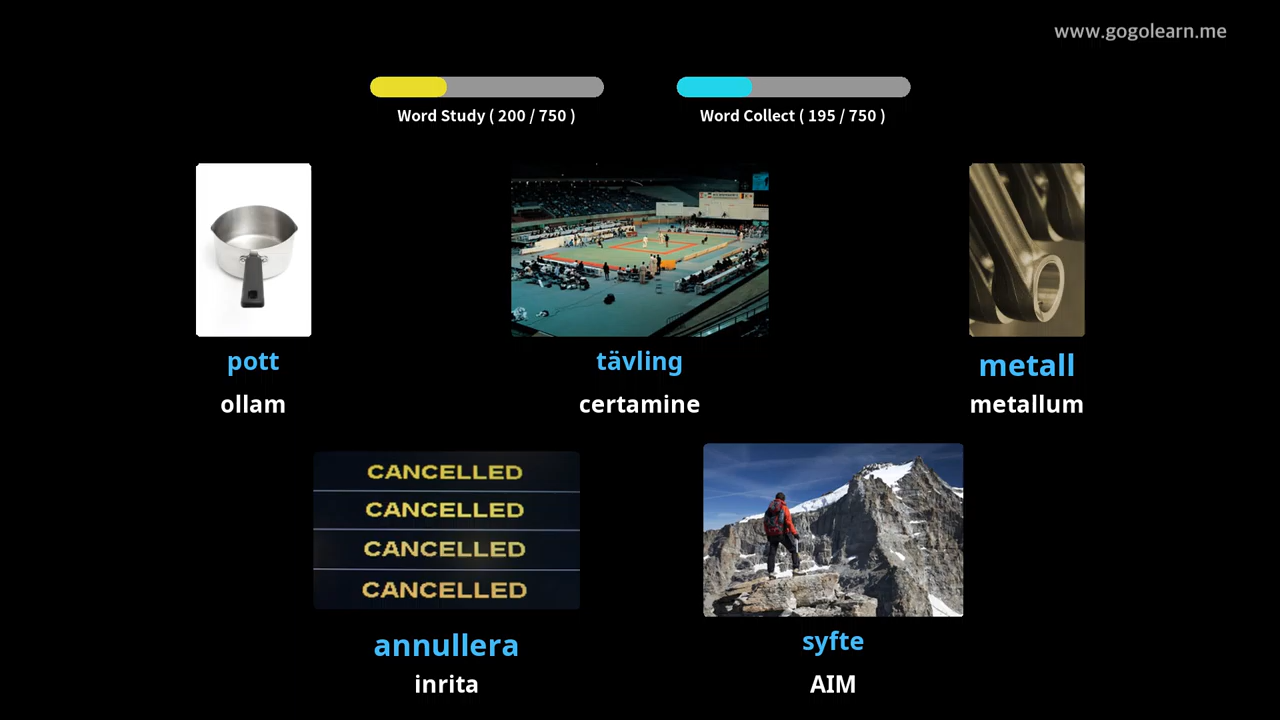 www.gogolearn.me
Word Study ( 200 / 750 )
Word Collect ( 195 / 750 )
pott
ollam
tävling
certamine
metall
metallum
CANCELLED
CANCELLED
CANCELLED
CANCELLED
annullera
inrita
syfte
AIM